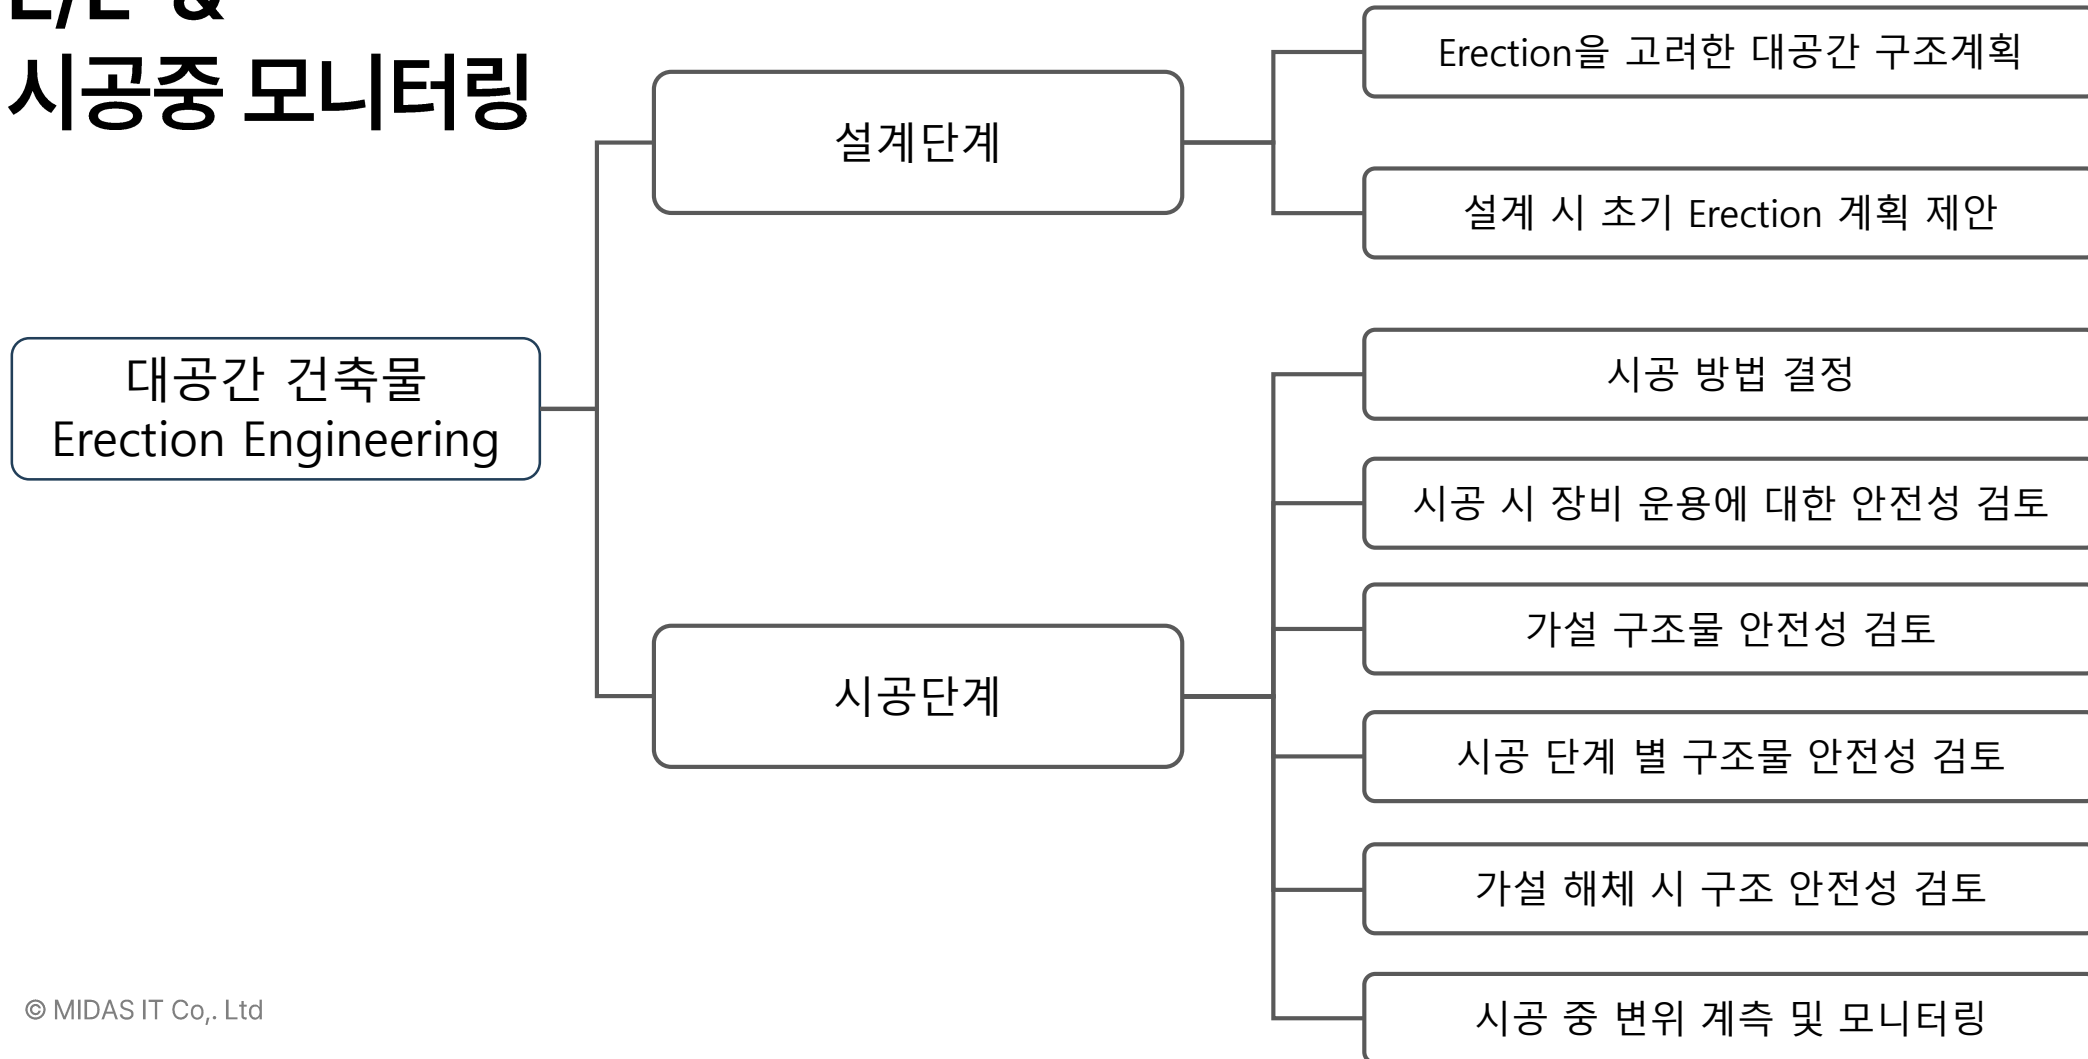 E/E &
시공중 모니터링
대공간 건축물
Erection Engineering
설계단계
Erection을 고려한 대공간 구조계획
설계 시 초기 Erection 계획 제안
시공단계
시공 방법 결정
시공 시 장비 운용에 대한 안전성 검토
가설 구조물 안전성 검토
시공 단계 별 구조물 안전성 검토
가설 해체 시 구조 안전성 검토
시공 중 변위 계측 및 모니터링
© MIDAS IT Co,. Ltd